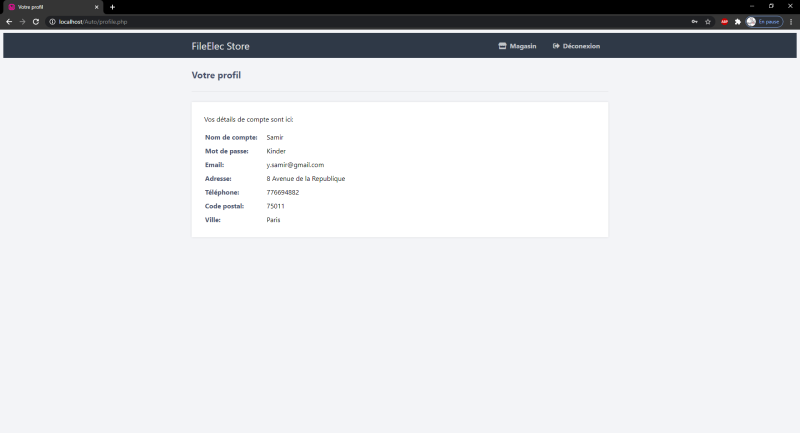 Votre profil
localhost/Auto/profile.php
ABP
En pause
FileElec Store
Magasin
Déconexion
Votre profil
Vos détails de compte sont ici:
Nom de compte: Samir
Mot de passe: Kinder
Email: y.samir@gmail.com
Adresse: 8 Avenue de la Republique
Téléphone: 776694882
Code postal: 75011
Ville: Paris